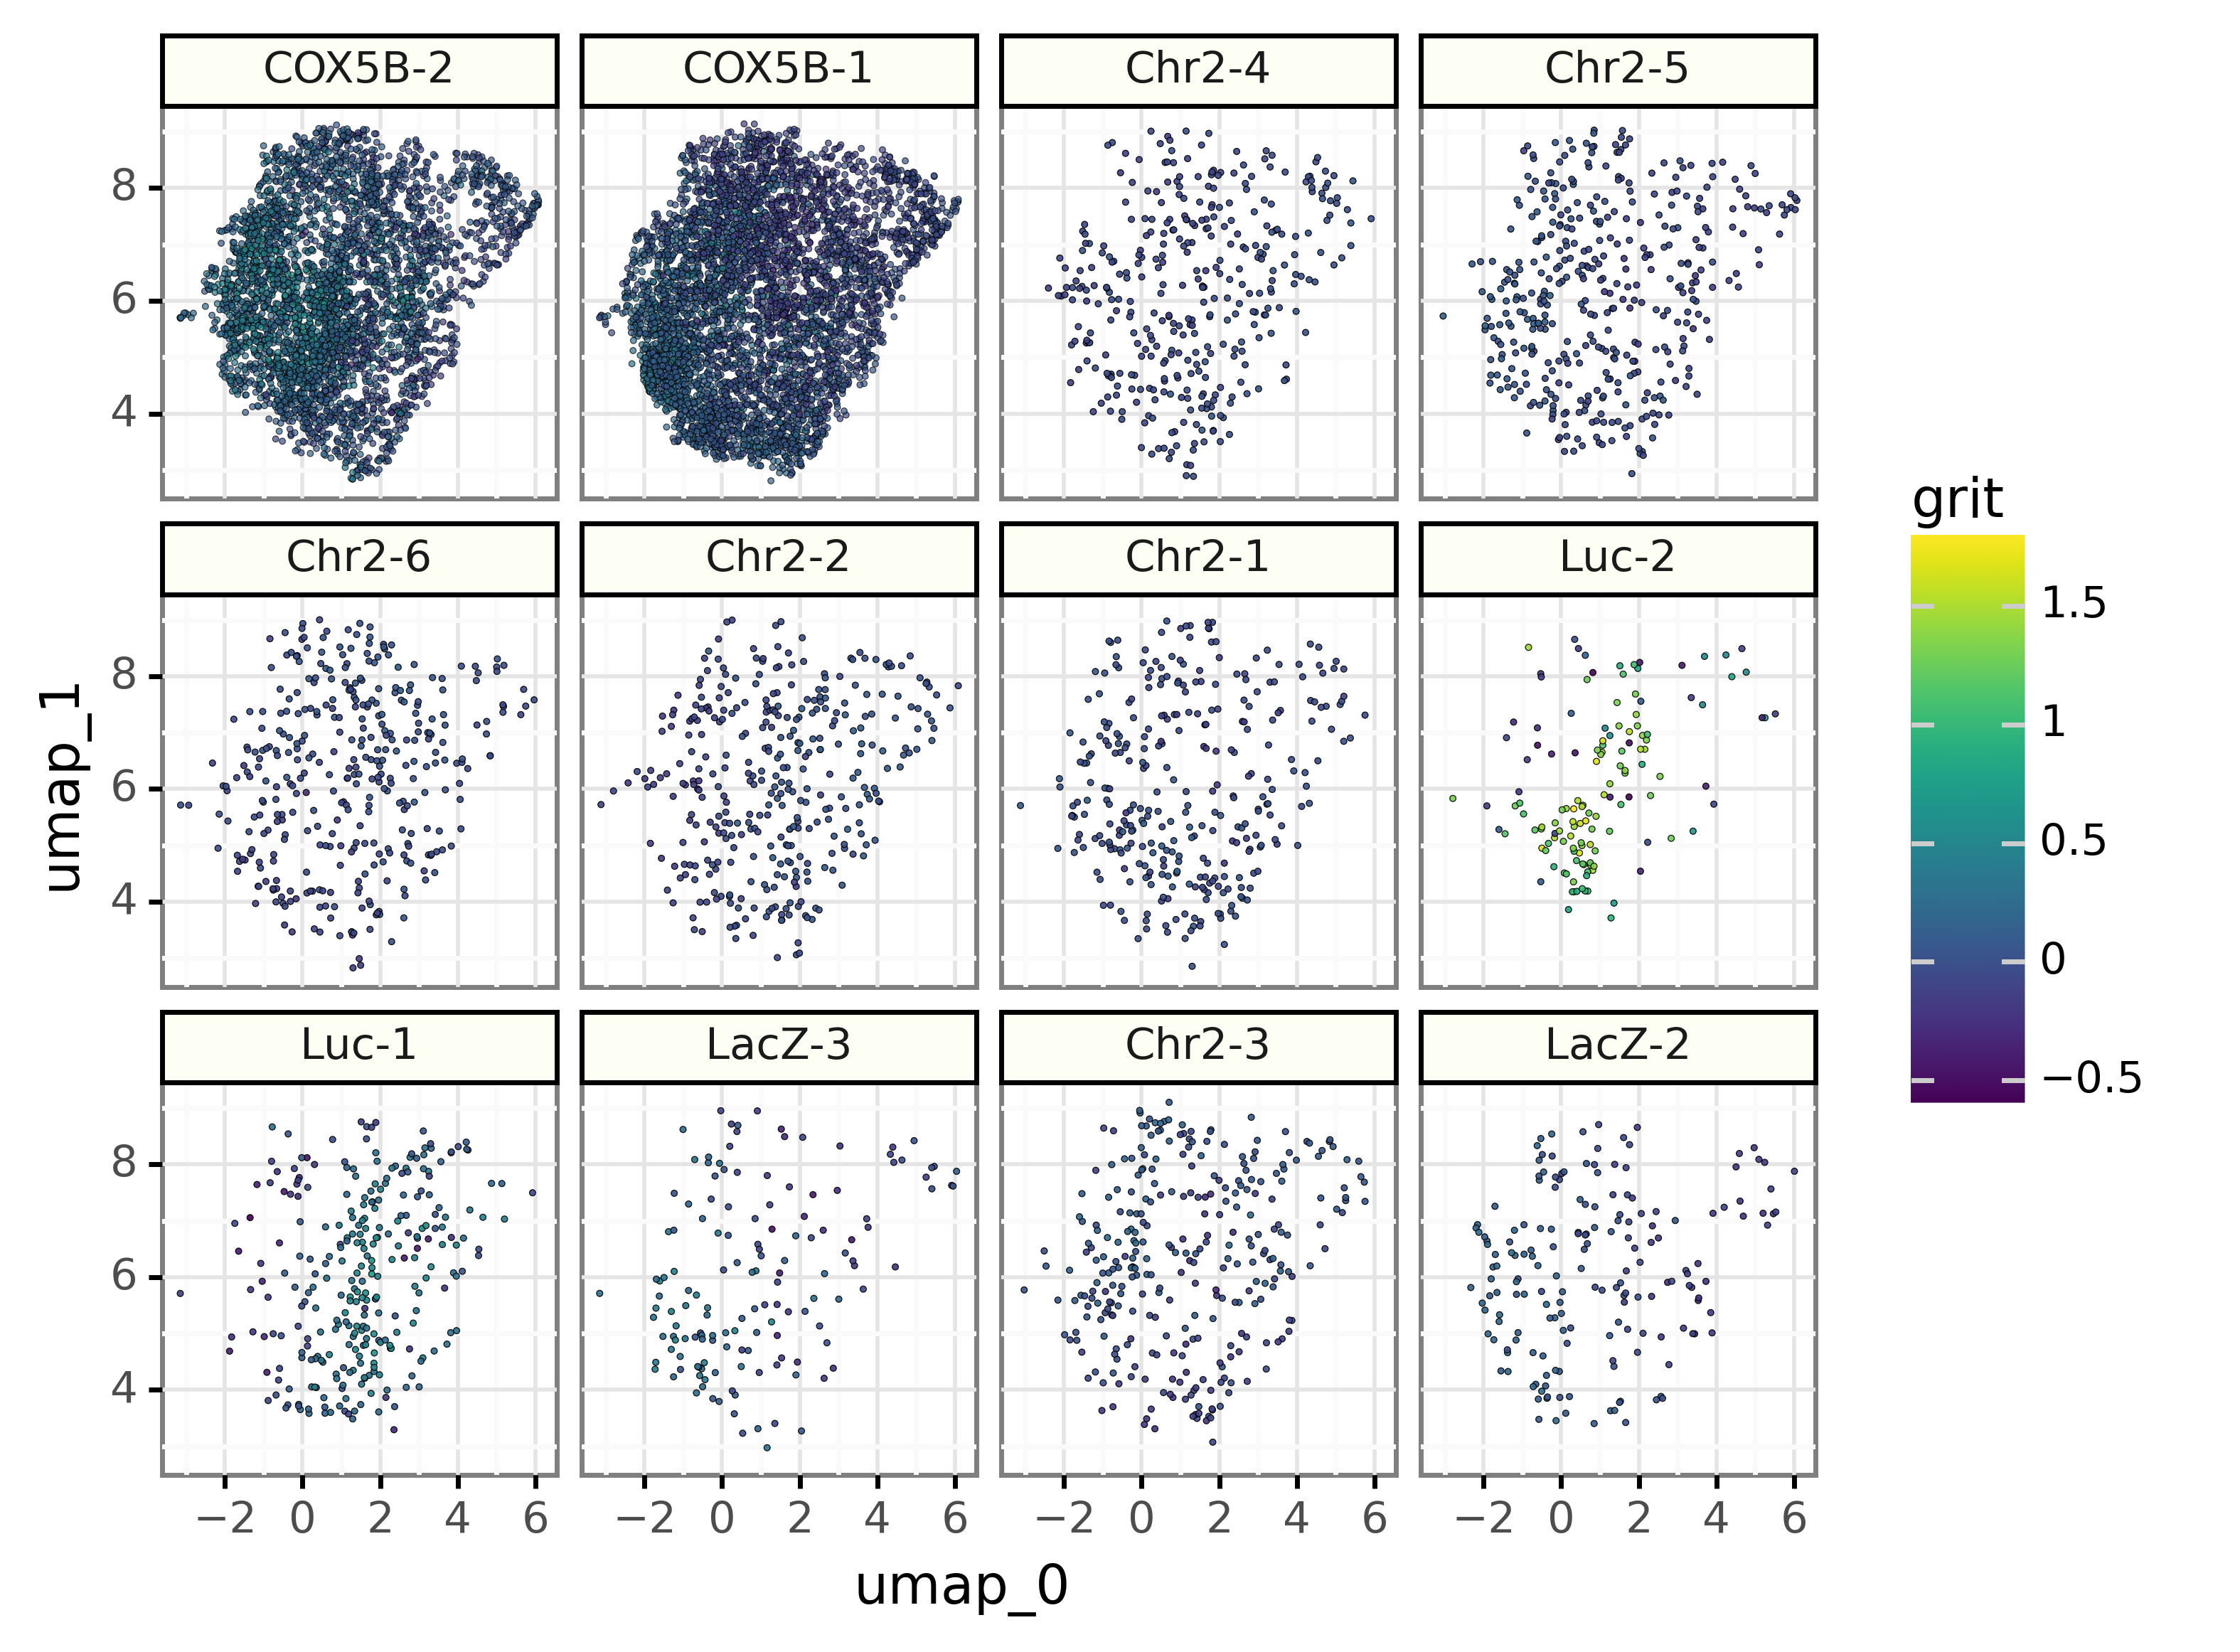 COX5B-2 COX5B-1 Chr2-4 Chr2-5
8
6
4
Chr2-6 Chr2-2 Chr2-1 Luc-2
8
6
4
Luc-1 LacZ-3 Chr2-3 LacZ-2
8
6
4
−2 0 2 4 6 −2 0 2 4 6 −2 0 2 4 6 −2 0 2 4 6
umap_0
umap_1
grit
1.5
1
0.5
0
−0.5